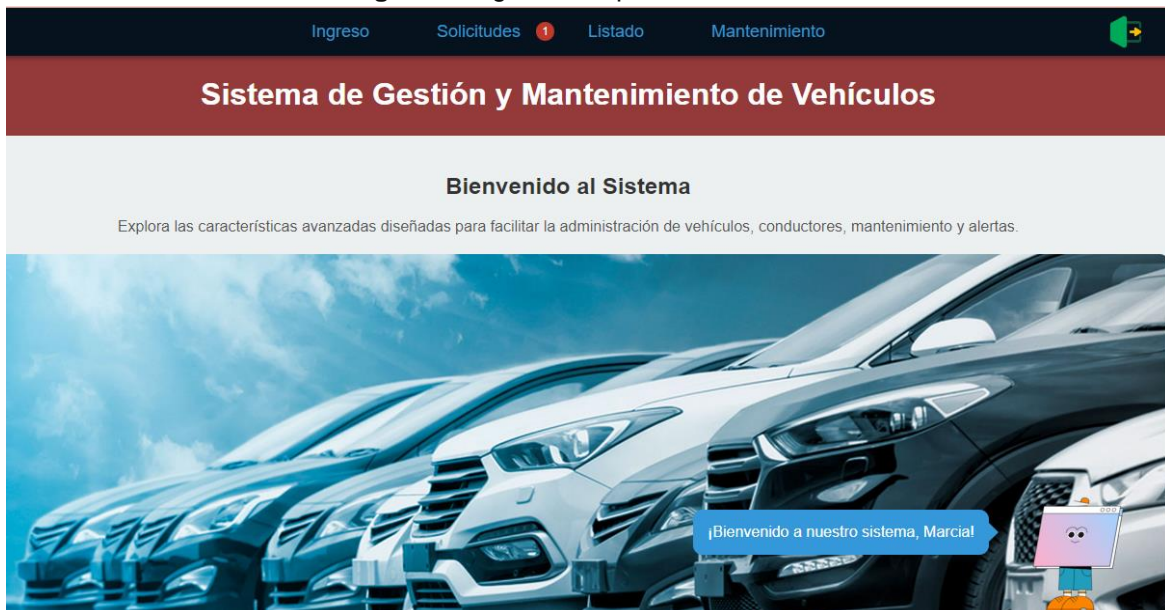 Ingreso Solicitudes 1 Listado Mantenimiento
Sistema de Gestión y Mantenimiento de Vehículos
Bienvenido al Sistema
Explora las características avanzadas diseñadas para facilitar la administración de vehículos, conductores, mantenimiento y alertas.
¡Bienvenido a nuestro sistema, Marcia!